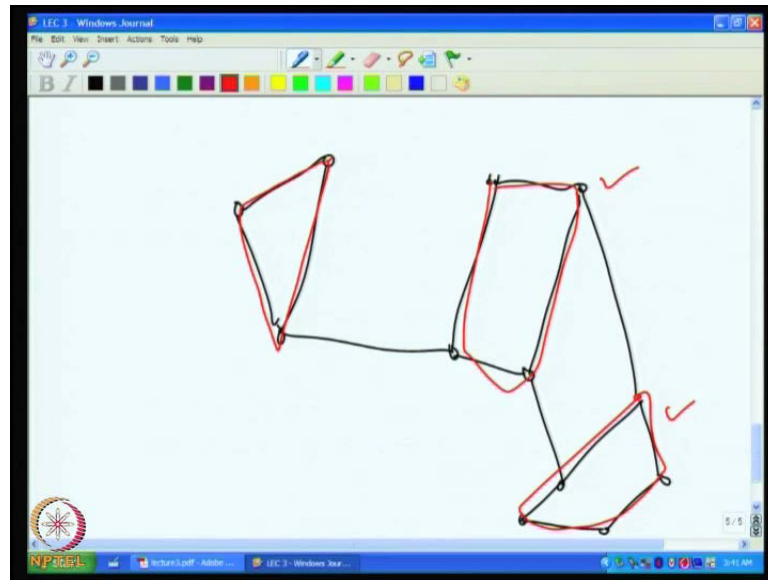 LEC 3 - Windows Journal
File Edit View Insert Actions Tools Help
B I
5 / 5
NPTEL
lecture3.pdf - Adobe ...
LEC 3 - Windows Jour...
3:41 AM